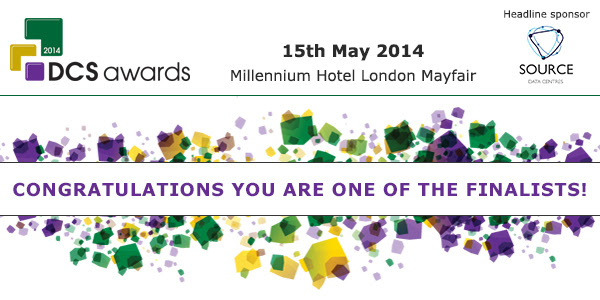 2014
DCS awards
15th May 2014
Millennium Hotel London Mayfair
Headline sponsor
SOURCE
DATA CENTRES
CONGRATULATIONS YOU ARE ONE OF THE FINALISTS!